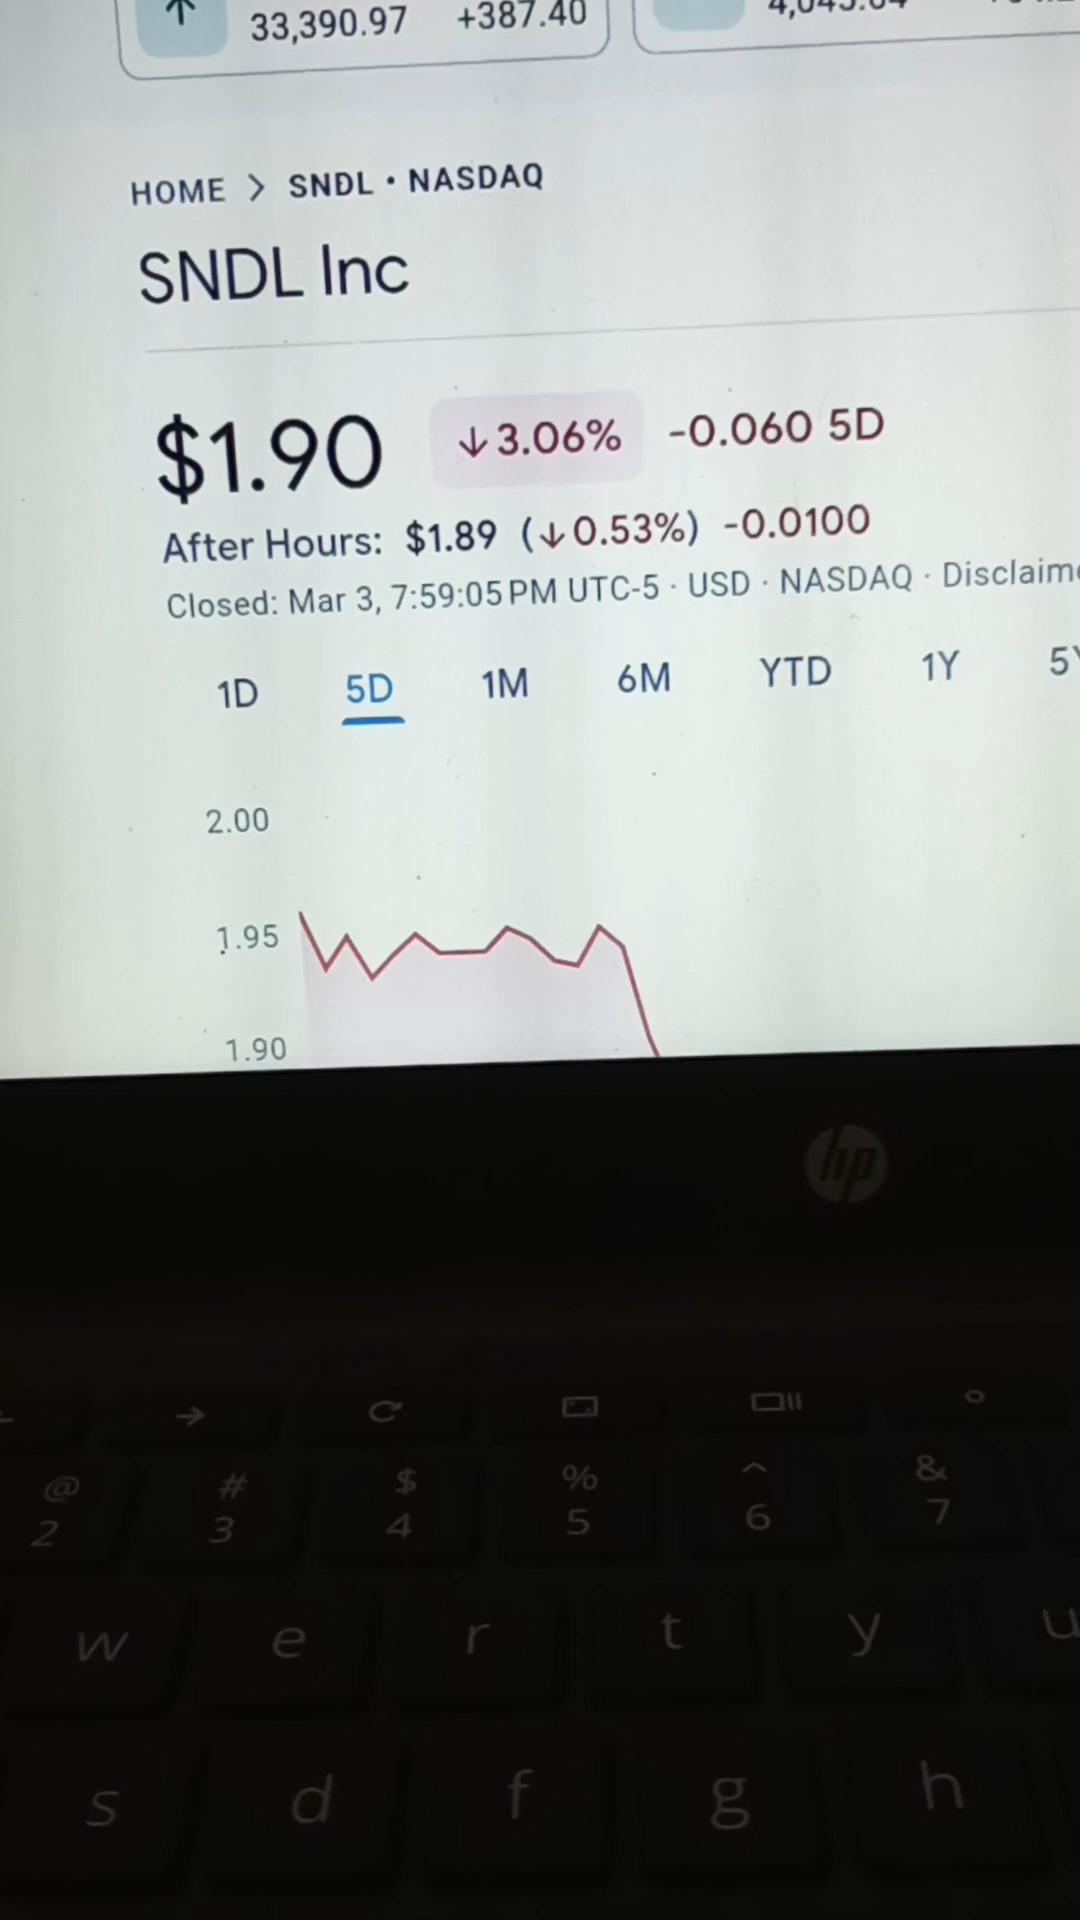 33,390.97 +387.40
HOME > SNDL • NASDAQ
SNDL Inc
$1.90 ↓3.06% -0.060 5D
After Hours: $1.89 (↓0.53%) -0.0100
Closed: Mar 3, 7:59:05 PM UTC-5 · USD · NASDAQ ·
1D 5D 1M 6M YTD 1Y
2.00
1.95
1.90
hp
@ # $ % ^ &
2 3 4 5 6 7
w e r t y u
s d f g h